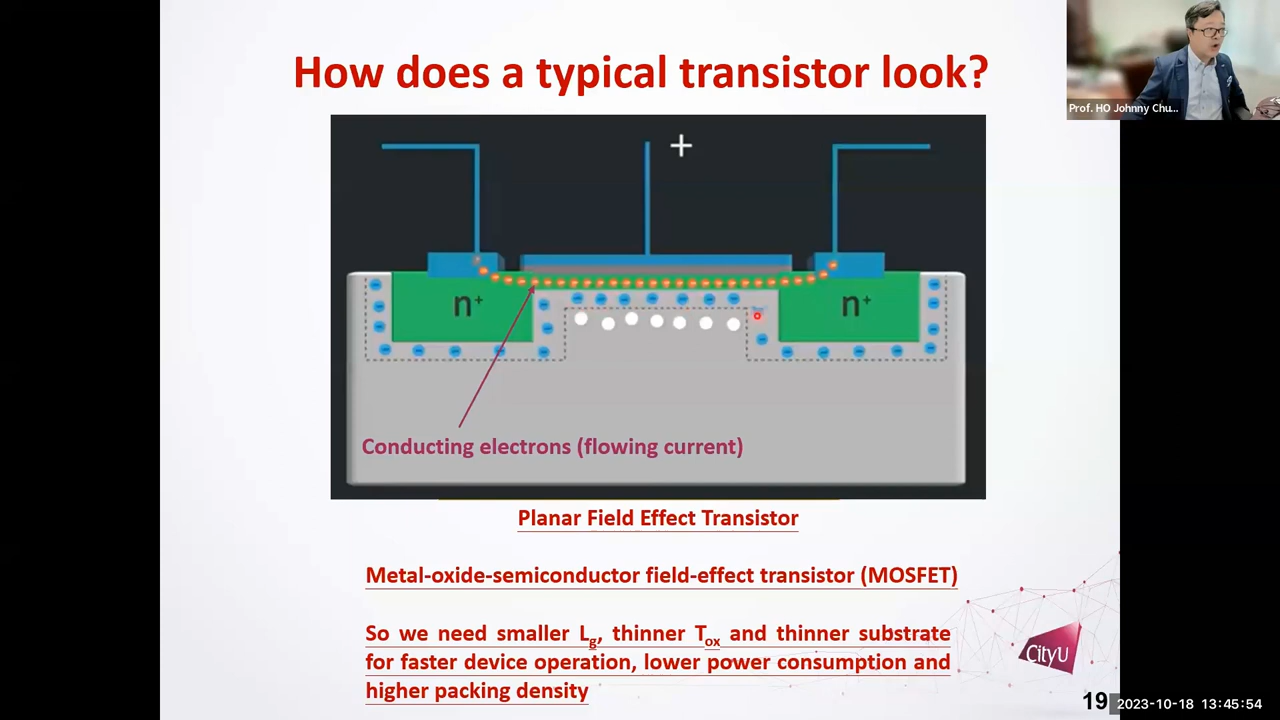 How does a typical transistor look?
Prof. HO Johnny Chu...
+
n+
n+
Conducting electrons (flowing current)
Planar Field Effect Transistor
Metal-oxide-semiconductor field-effect transistor (MOSFET)
So we need smaller Lg, thinner Tox and thinner substrate
for faster device operation, lower power consumption and
higher packing density
CityU
19
2023-10-18 13:45:54